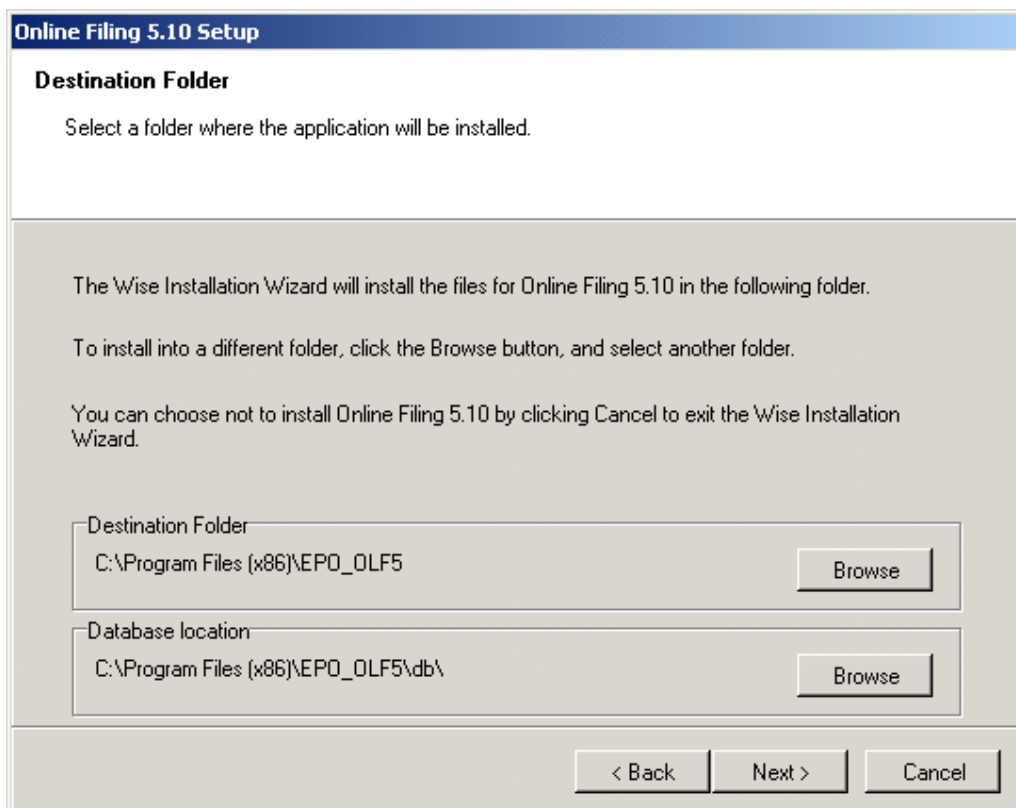 Online Filing 5.10 Setup
Destination Folder
Select a folder where the application will be installed.
The Wise Installation Wizard will install the files for Online Filing 5.10 in the following folder.
To install into a different folder, click the Browse button, and select another folder.
You can choose not to install Online Filing 5.10 by clicking Cancel to exit the Wise Installation
Wizard.
Destination Folder
C:\Program Files (x86)\EPO_OLF5
Browse
Database location
C:\Program Files (x86)\EPO_OLF5\db\
Browse
< Back
Next >
Cancel